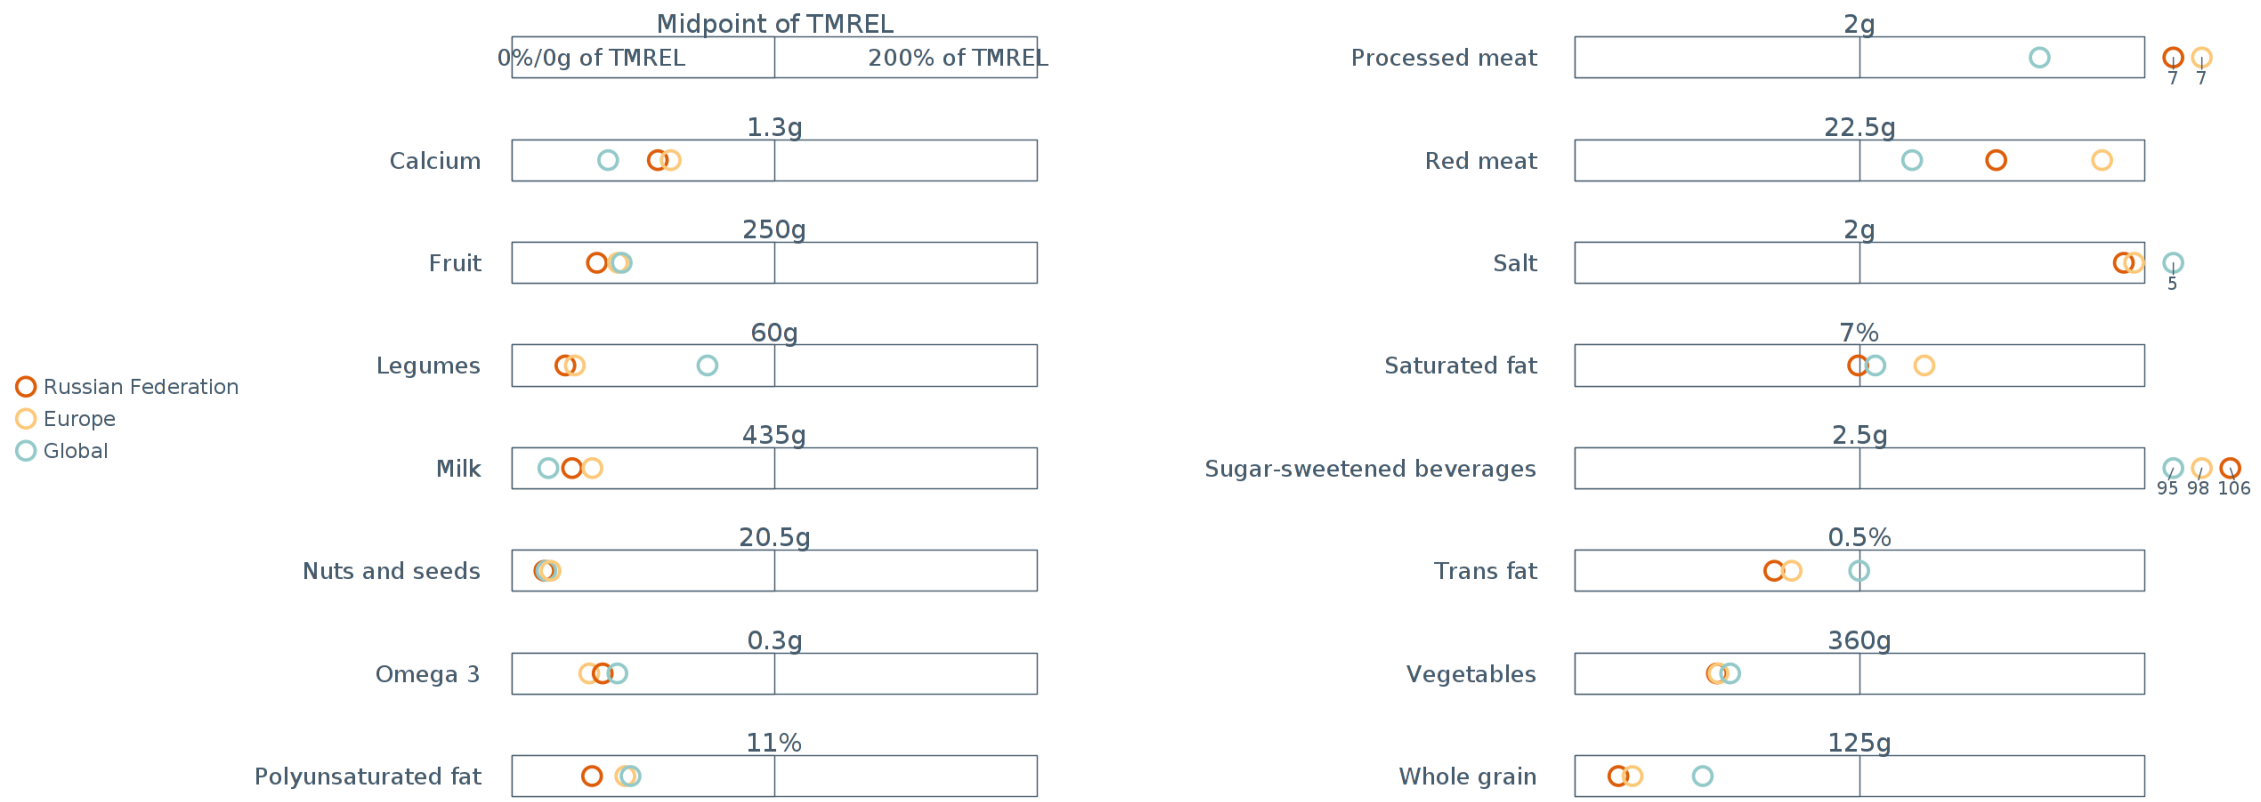 Midpoint of TMREL
0%/0g of TMREL
200% of TMREL
1.3g
Calcium
250g
Fruit
60g
Legumes
435g
Milk
20.5g
Nuts and seeds
0.3g
Omega 3
11%
Polyunsaturated fat
2g
Processed meat
7 7
22.5g
Red meat
2g
Salt
5
7%
Saturated fat
2.5g
Sugar-sweetened beverages
95 98 106
0.5%
Trans fat
360g
Vegetables
125g
Whole grain
Russian Federation
Europe
Global